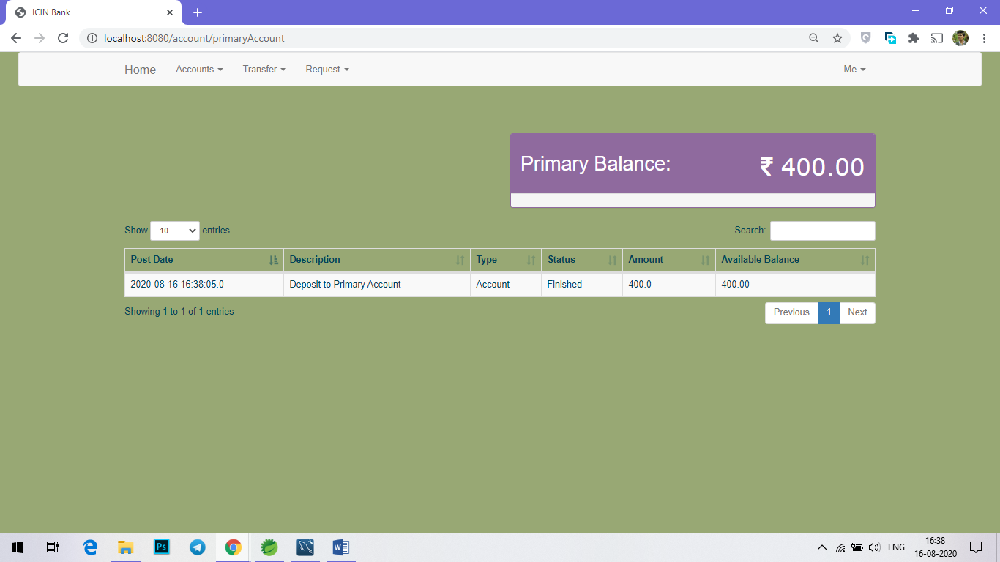 ICIN Bank
localhost:8080/account/primaryAccount
Home Accounts Transfer Request Me
Primary Balance: ₹ 400.00
Show 10 entries Search:
Post Date Description Type Status Amount Available Balance
2020-08-16 16:38:05.0 Deposit to Primary Account Account Finished 400.0 400.00
Showing 1 to 1 of 1 entries Previous 1 Next
Ps W ENG 16:38
16-08-2020